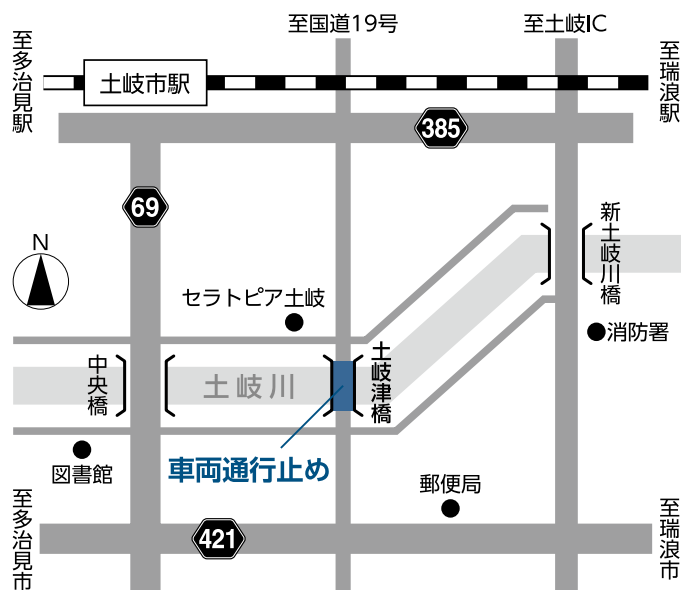 至国道19号
至土岐IC
至多治見駅
土岐市駅
至瑞浪駅
385
69
新土岐川橋
N
セラトピア土岐
消防署
中央橋
土岐川
土岐津橋
車両通行止め
図書館
郵便局
至多治見市
421
至瑞浪市